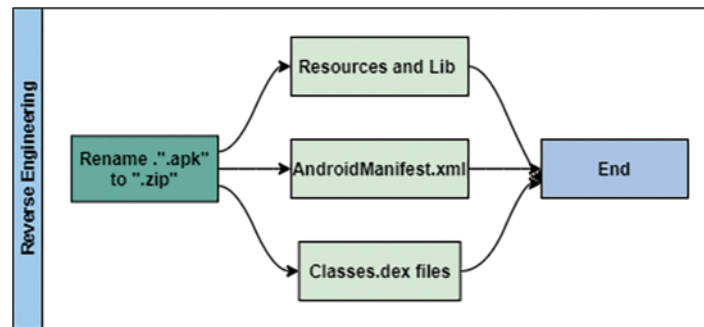 Reverse Engineering
Rename .".apk"
to ".zip"
Resources and Lib
AndroidManifest.xml
Classes.dex files
End